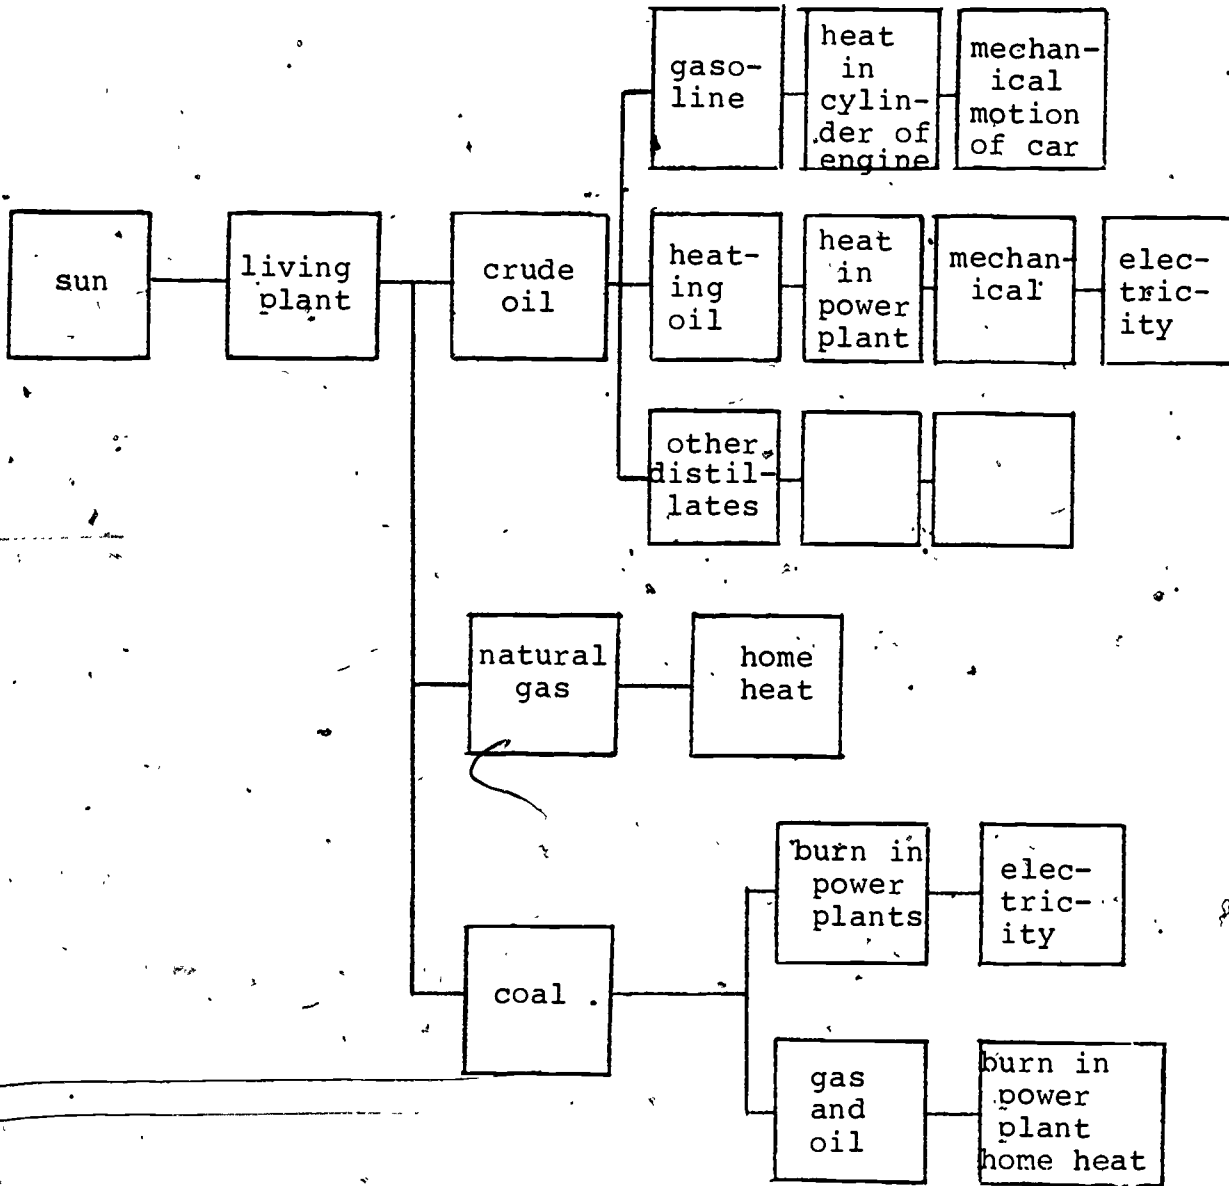 gaso-
line
heat
in
cylin-
der of
engine
mechan-
ical
motion
of car
sun
living
plant
crude
oil
heat-
ing
oil
heat
in
power
plant
mechan-
ical
elec-
tric-
ity
other
distil-
lates
natural
gas
home
heat
coal
burn in
power
plants
elec-
tric-
ity
gas
and
oil
burn in
power
plant
home heat